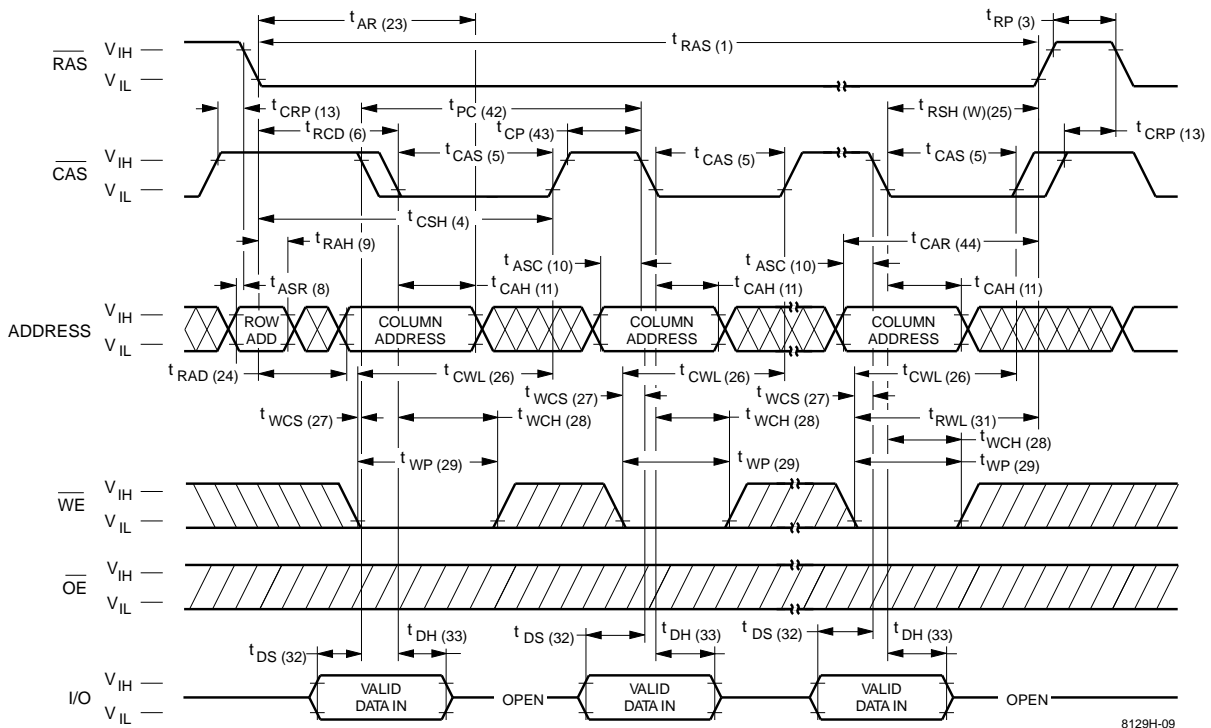 t AR (23)
t RP (3)
RAS
V IH
V IL
t RAS (1)
t CRP (13)
t PC (42)
t RSH (W)(25)
t RCD (6)
t CP (43)
t CRP (13)
CAS
V IH
V IL
t CAS (5)
t CAS (5)
t CAS (5)
t CSH (4)
t RAH (9)
t CAR (44)
t ASC (10)
t ASC (10)
t ASR (8)
t CAH (11)
t CAH (11)
t CAH (11)
ADDRESS
V IH
V IL
ROW ADD
COLUMN ADDRESS
COLUMN ADDRESS
COLUMN ADDRESS
t RAD (24)
t CWL (26)
t CWL (26)
t CWL (26)
t WCS (27)
t WCS (27)
t WCS (27)
t WCH (28)
t WCH (28)
t RWL (31)
t WCH (28)
t WP (29)
t WP (29)
t WP (29)
WE
V IH
V IL
OE
V IH
V IL
t DS (32)
t DH (33)
t DS (32)
t DH (33)
t DS (32)
t DH (33)
I/O
V IH
V IL
VALID DATA IN
OPEN
VALID DATA IN
VALID DATA IN
OPEN
8129H-09